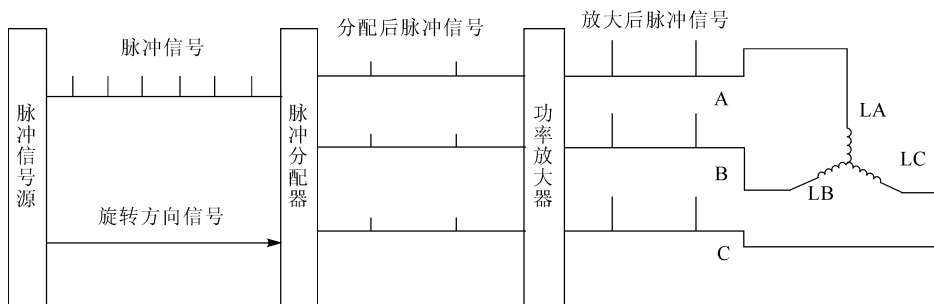 脉冲信号源
脉冲信号
旋转方向信号
脉冲分配器
分配后脉冲信号
功率放大器
放大后脉冲信号
A
B
C
LA
LB
LC